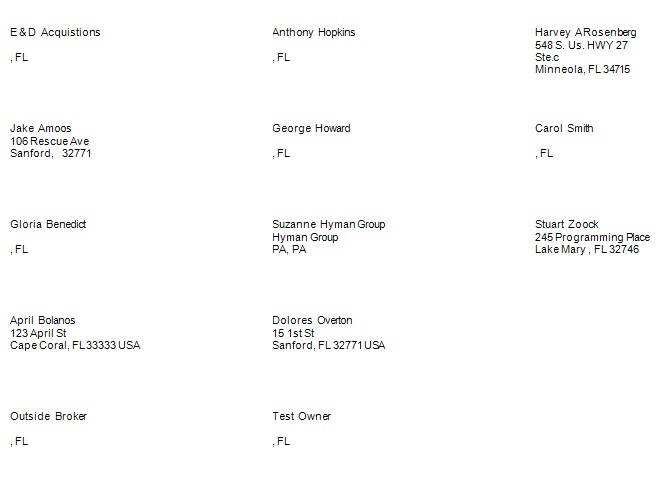 E & D Acquistions
, FL
Anthony Hopkins
, FL
Harvey A Rosenberg
548 S. Us. HWY 27
Ste.c
Minneola, FL 34715
Jake Amoos
106 Rescue Ave
Sanford, 32771
George Howard
, FL
Carol Smith
, FL
Gloria Benedict
, FL
Suzanne Hyman Group
Hyman Group
PA, PA
Stuart Zoock
245 Programming Place
Lake Mary , FL 32746
April Bolanos
123 April St
Cape Coral, FL 33333 USA
Dolores Overton
15 1st St
Sanford, FL 32771 USA
Outside Broker
, FL
Test Owner
, FL